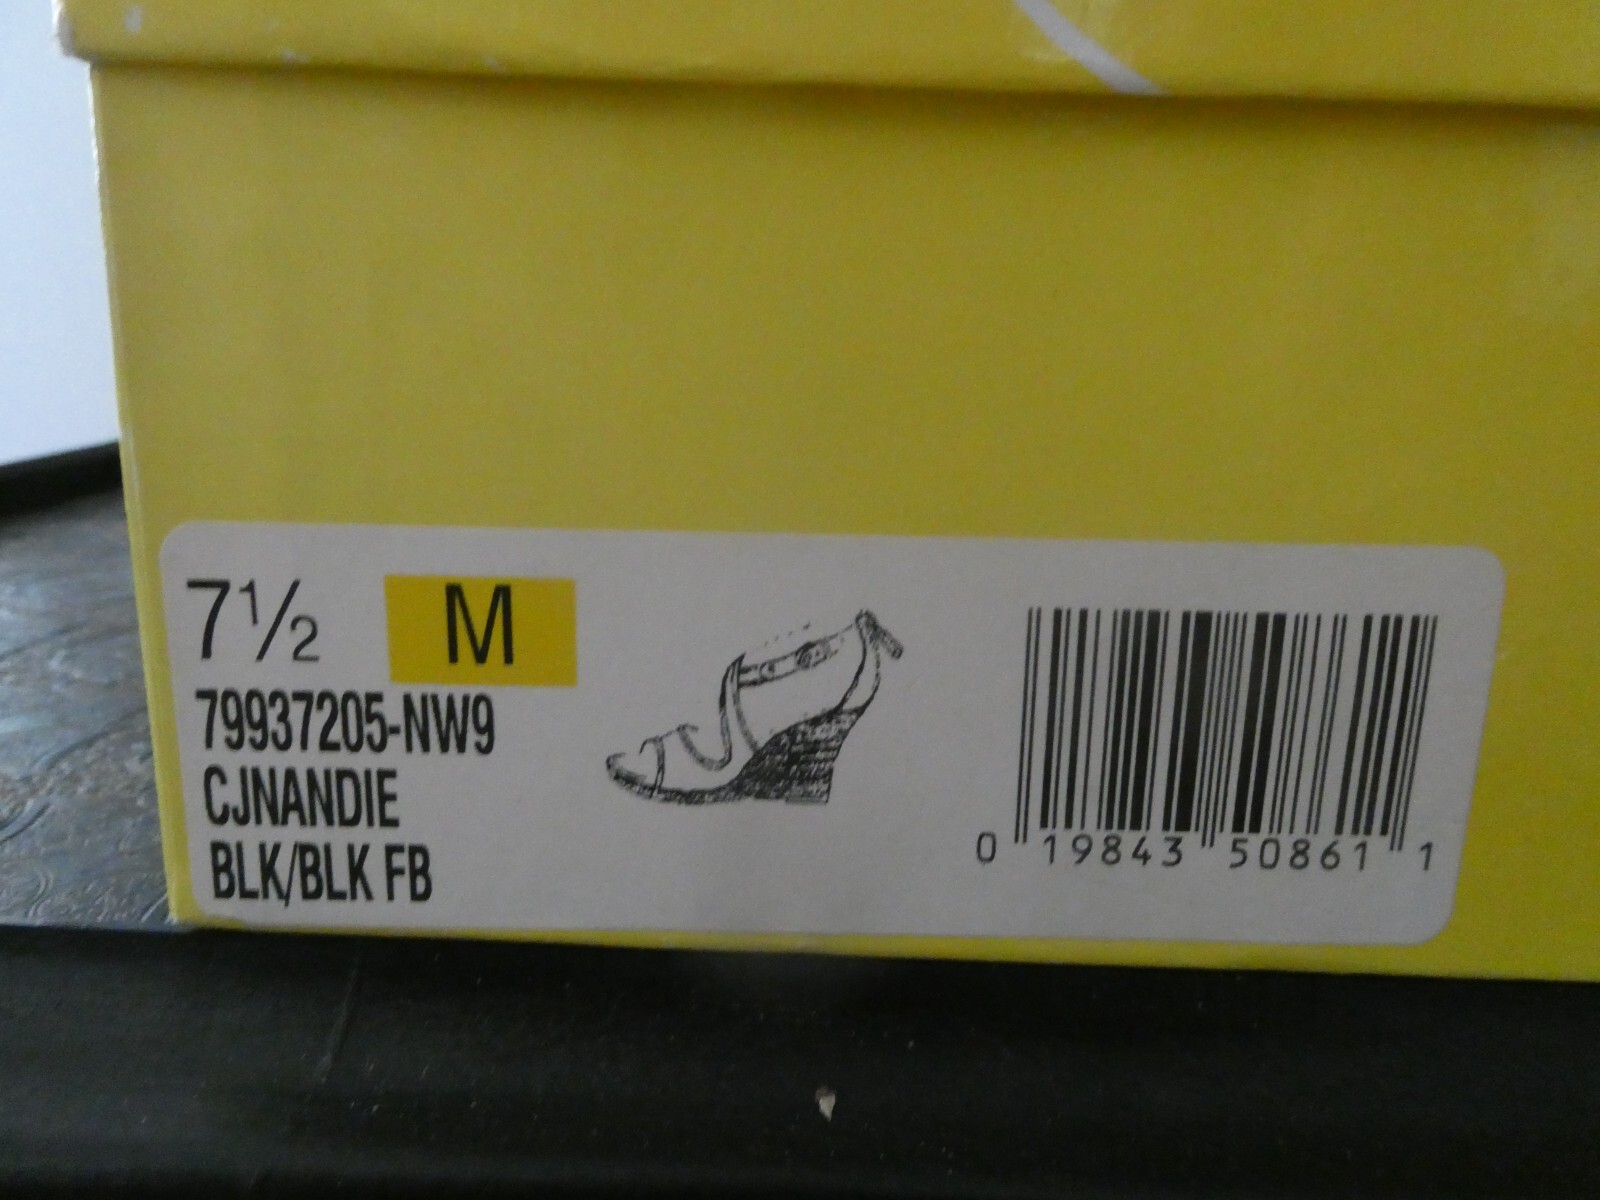 7½ M
79937205-NW9
CJNANDIE
BLK/BLK FB
0 19843 50861 1